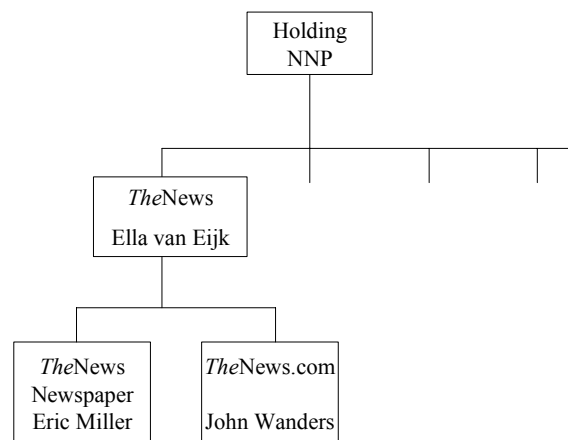 Holding
NNP
TheNews
Ella van Eijk
TheNews
Newspaper
Eric Miller
TheNews.com
John Wanders